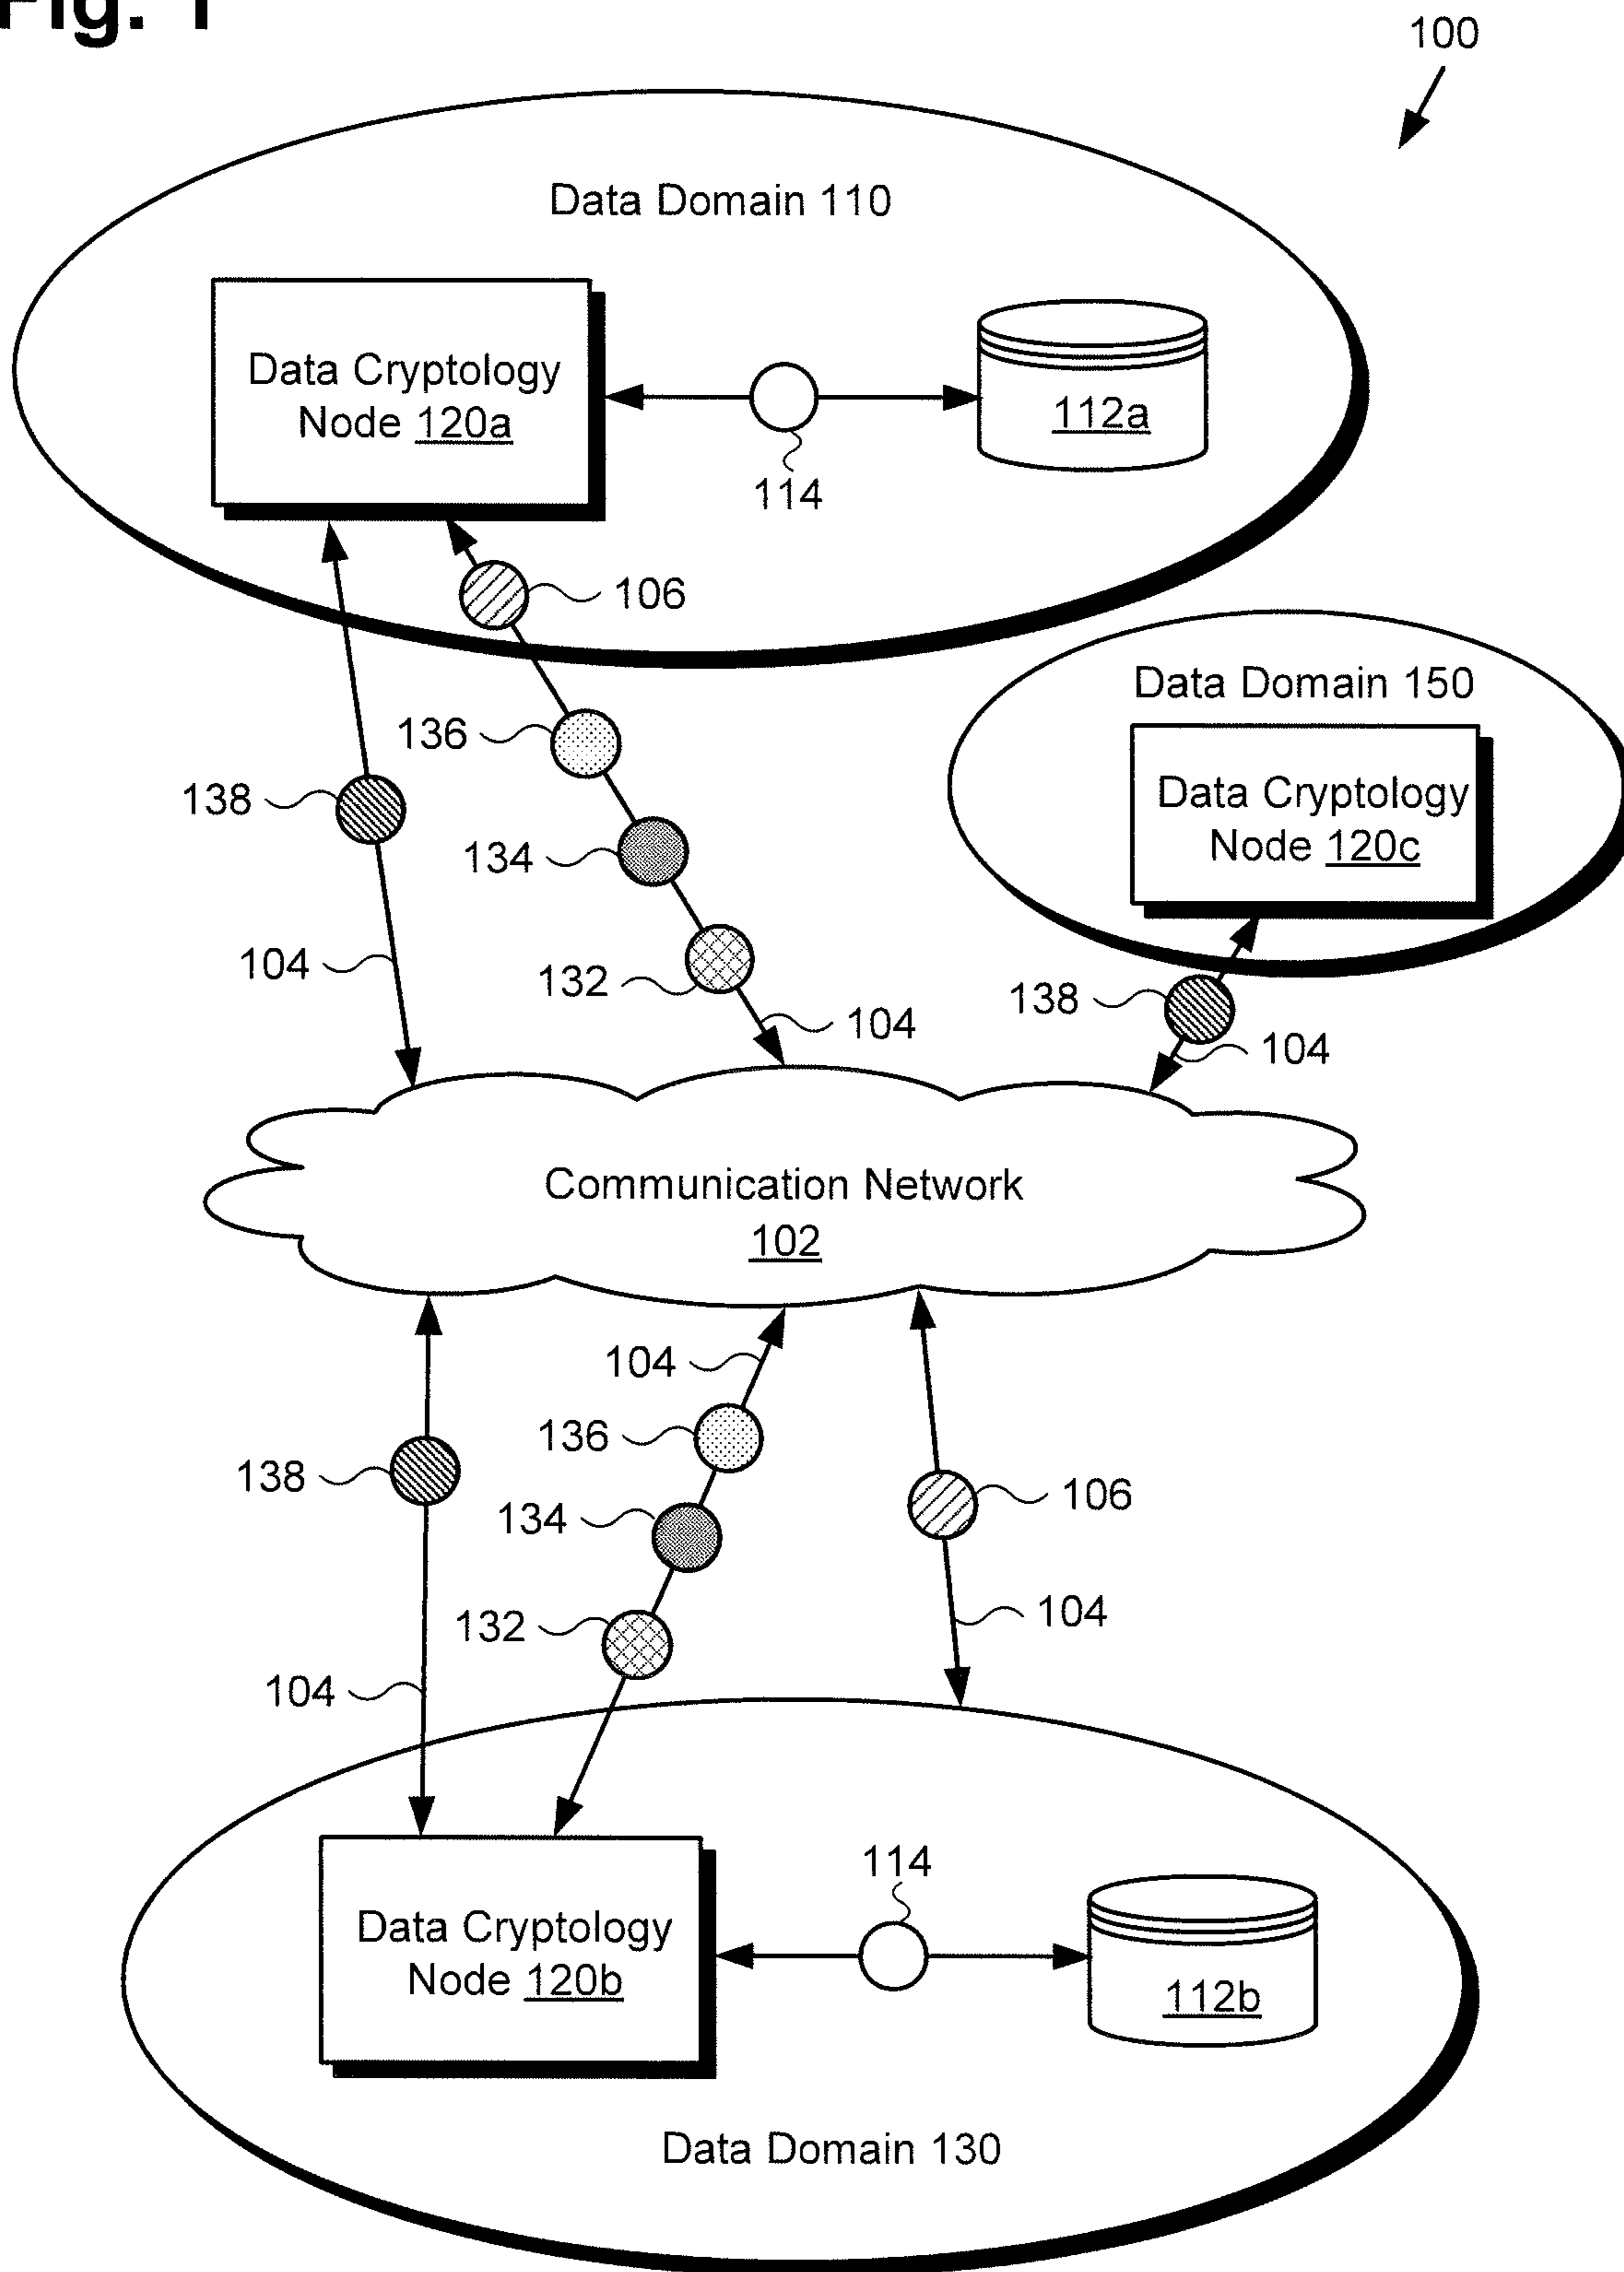 Fig. 1
100
Data Domain 110
Data Cryptology
Node 120a
112a
114
106
Data Domain 150
136
138
Data Cryptology
Node 120c
134
104
132
104
138
104
Communication Network
102
104
136
138
134
106
132
104
104
114
Data Cryptology
Node 120b
112b
Data Domain 130